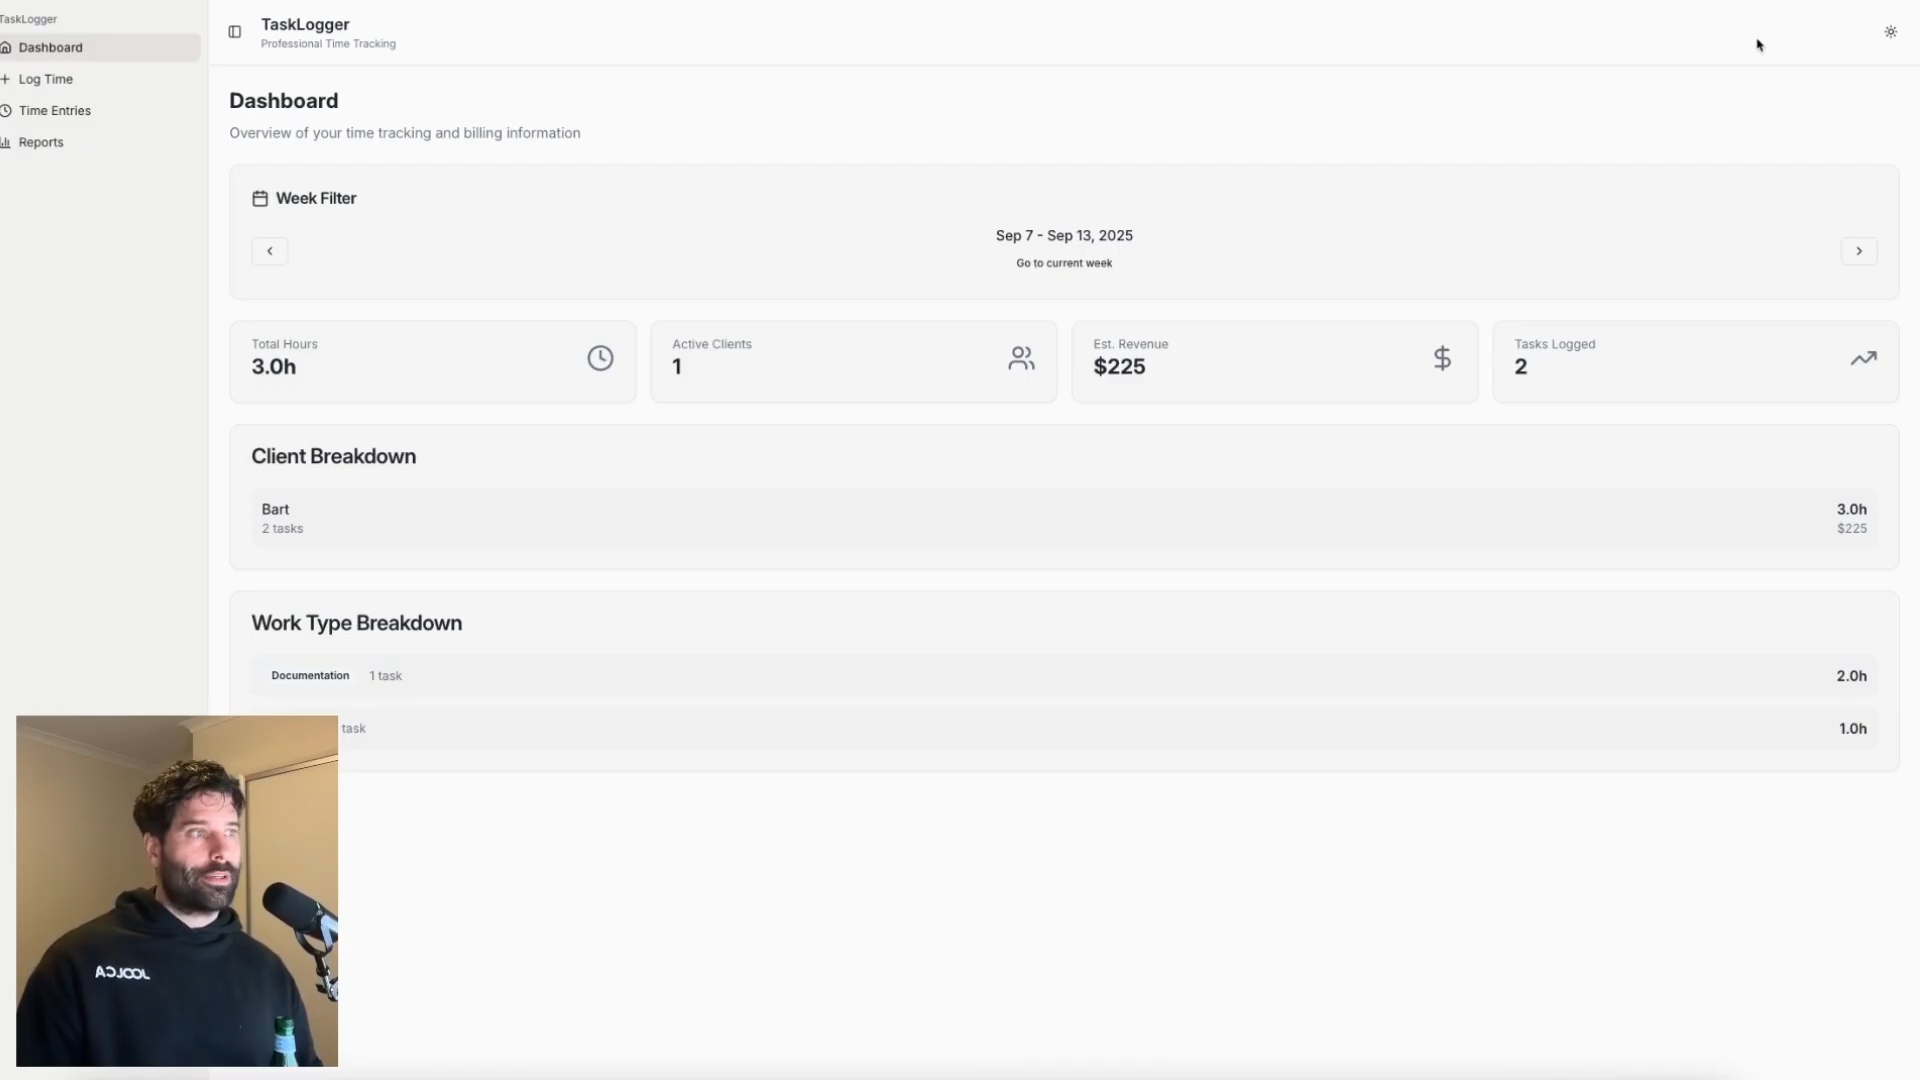 TaskLogger
Dashboard
Log Time
Time Entries
Reports
TaskLogger
Professional Time Tracking
Dashboard
Overview of your time tracking and billing information
Week Filter
Sep 7 - Sep 13, 2025
Go to current week
Total Hours
3.0h
Active Clients
1
Est. Revenue
$225
Tasks Logged
2
Client Breakdown
Bart
3.0h
2 tasks
$225
Work Type Breakdown
Documentation 1 task
2.0h
task
1.0h